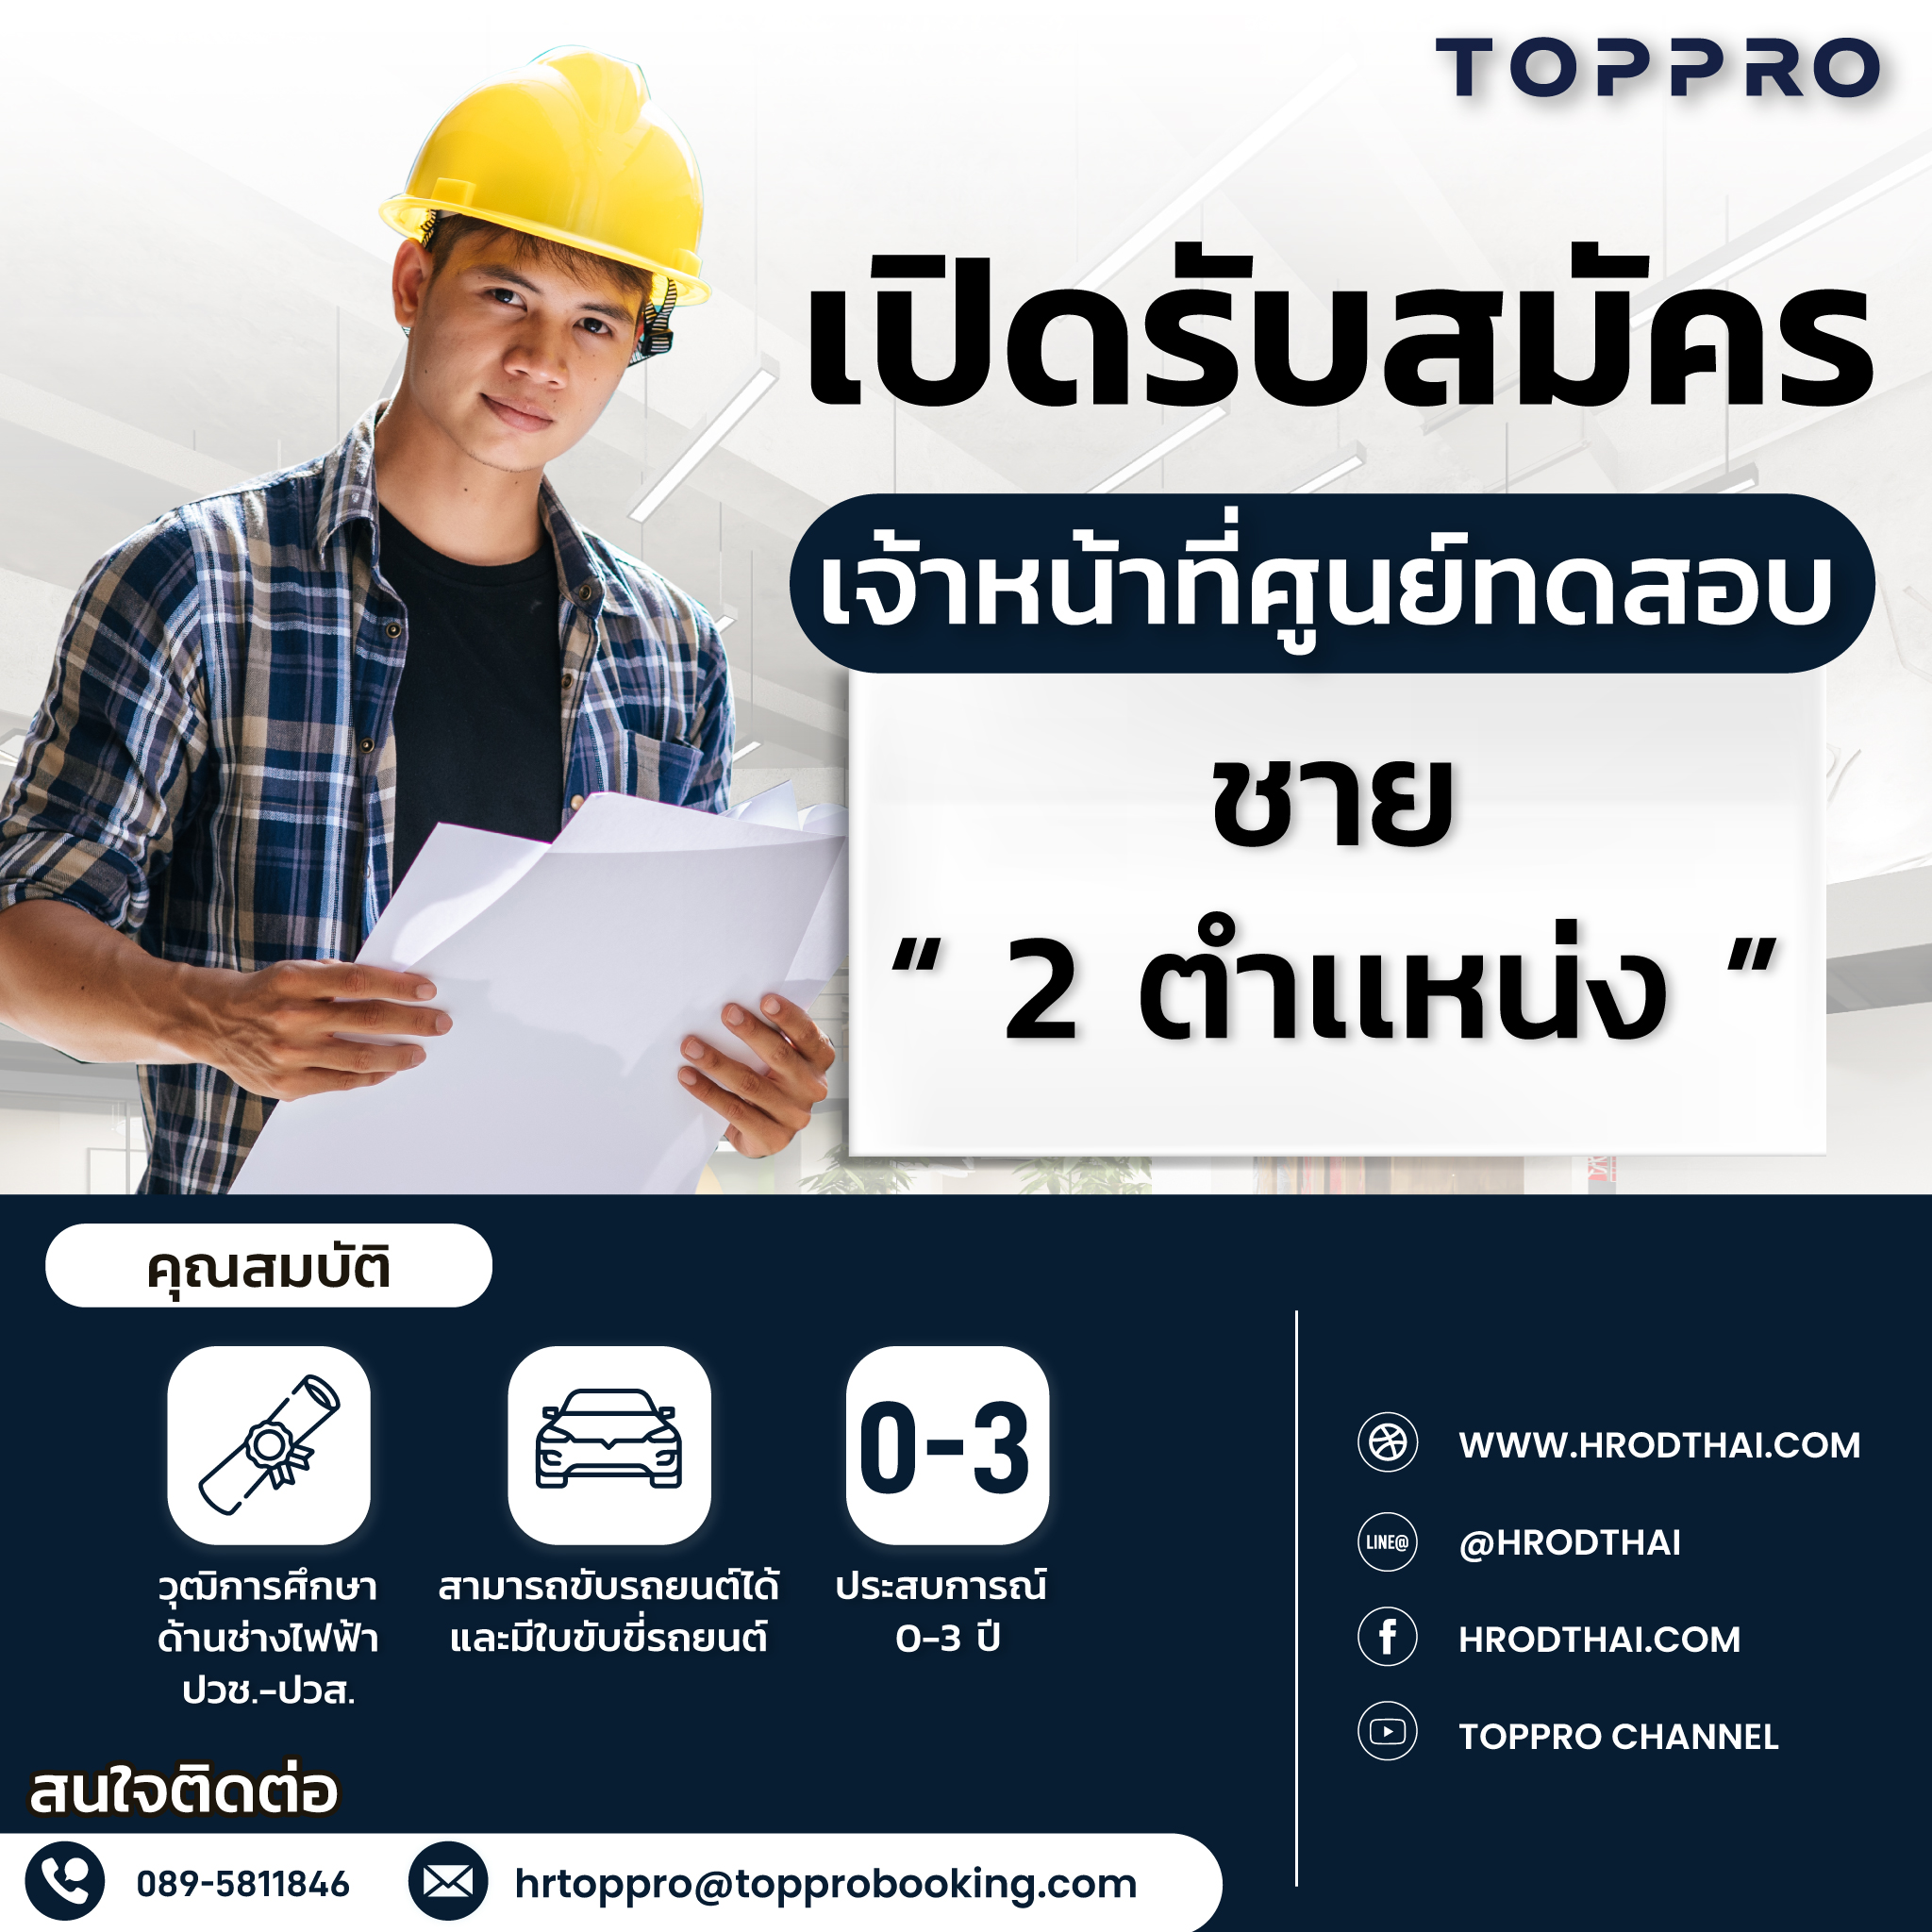 TOPPRO
เปิดรับสมัคร
เจ้าหน้าที่ศูนย์ทดสอบ
ชาย
“ 2 ตำแหน่ง ”
คุณสมบัติ
0-3
วุฒิการศึกษา
ด้านช่างไฟฟ้า
ปวช.-ปวส.
สามารถขับรถยนต์ได้
และมีใบขับขี่รถยนต์
ประสบการณ์
0-3 ปี
WWW.HRODTHAI.COM
LINE@
@HRODTHAI
HRODTHAI.COM
TOPPRO CHANNEL
สนใจติดต่อ
089-5811846
hrtoppro@topprobooking.com